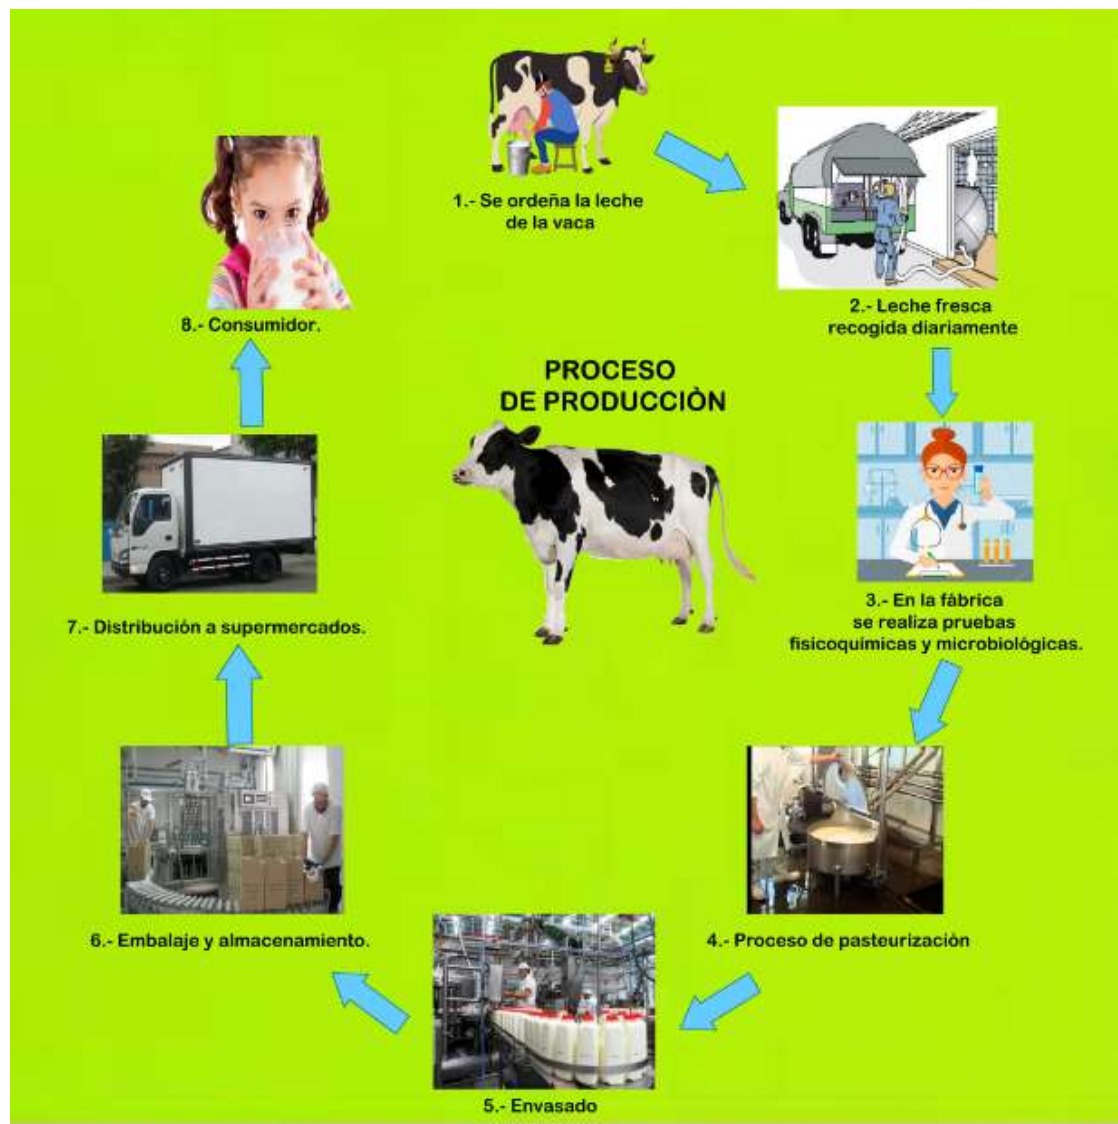 PROCESO
DE PRODUCCIÒN
1.- Se ordeña la leche
de la vaca
2.- Leche fresca
recogida diariamente
3.- En la fàbrica
se realiza pruebas
fisicoquímicas y microbiológicas.
4.- Proceso de pasteurizaciòn
5.- Envasado
6.- Embalaje y almacenamiento.
7.- Distribución a supermercados.
8.- Consumidor.